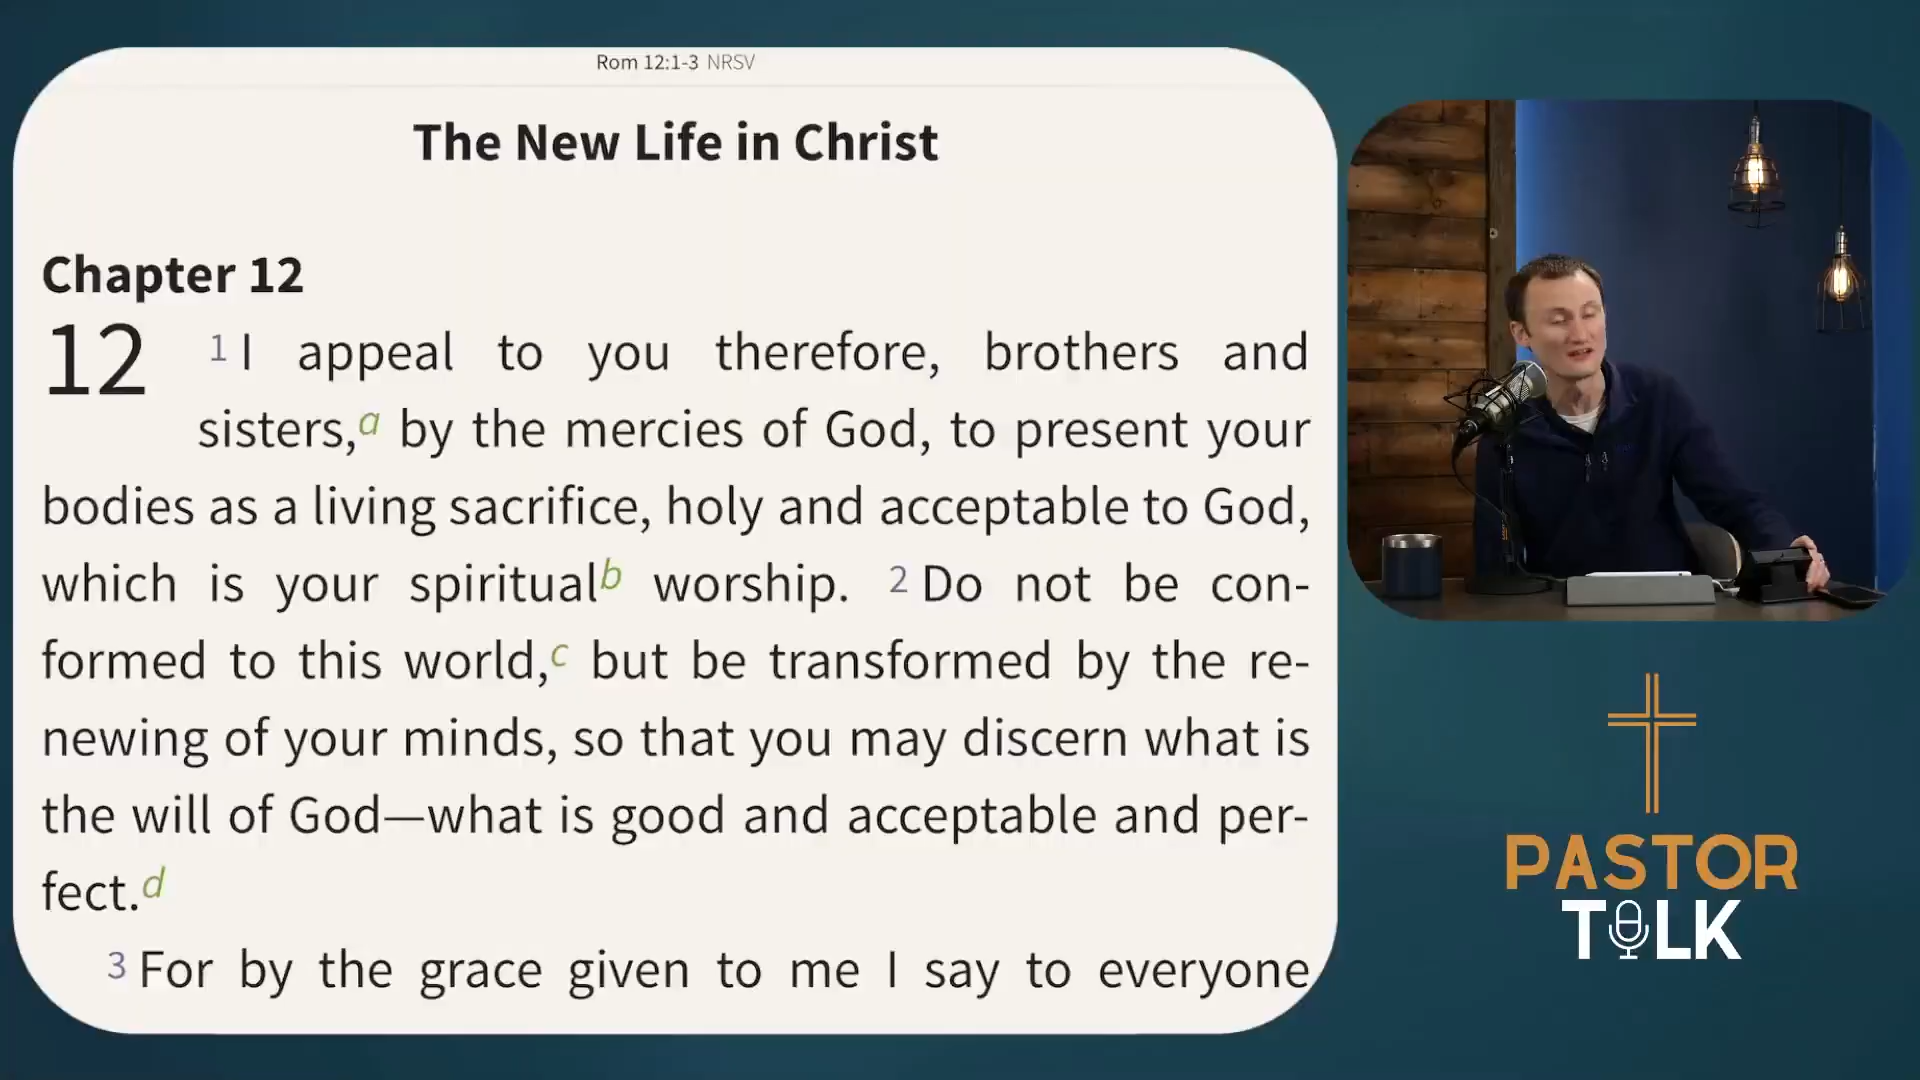 Rom 12:1-3 NRSV
The New Life in Christ
Chapter 12
12 1 I appeal to you therefore, brothers and
sisters,a by the mercies of God, to present your
bodies as a living sacrifice, holy and acceptable to God,
which is your spiritualb worship. 2 Do not be con-
formed to this world,c but be transformed by the re-
newing of your minds, so that you may discern what is
the will of God—what is good and acceptable and per-
fect.d
3 For by the grace given to me I say to everyone
PASTOR
TALK